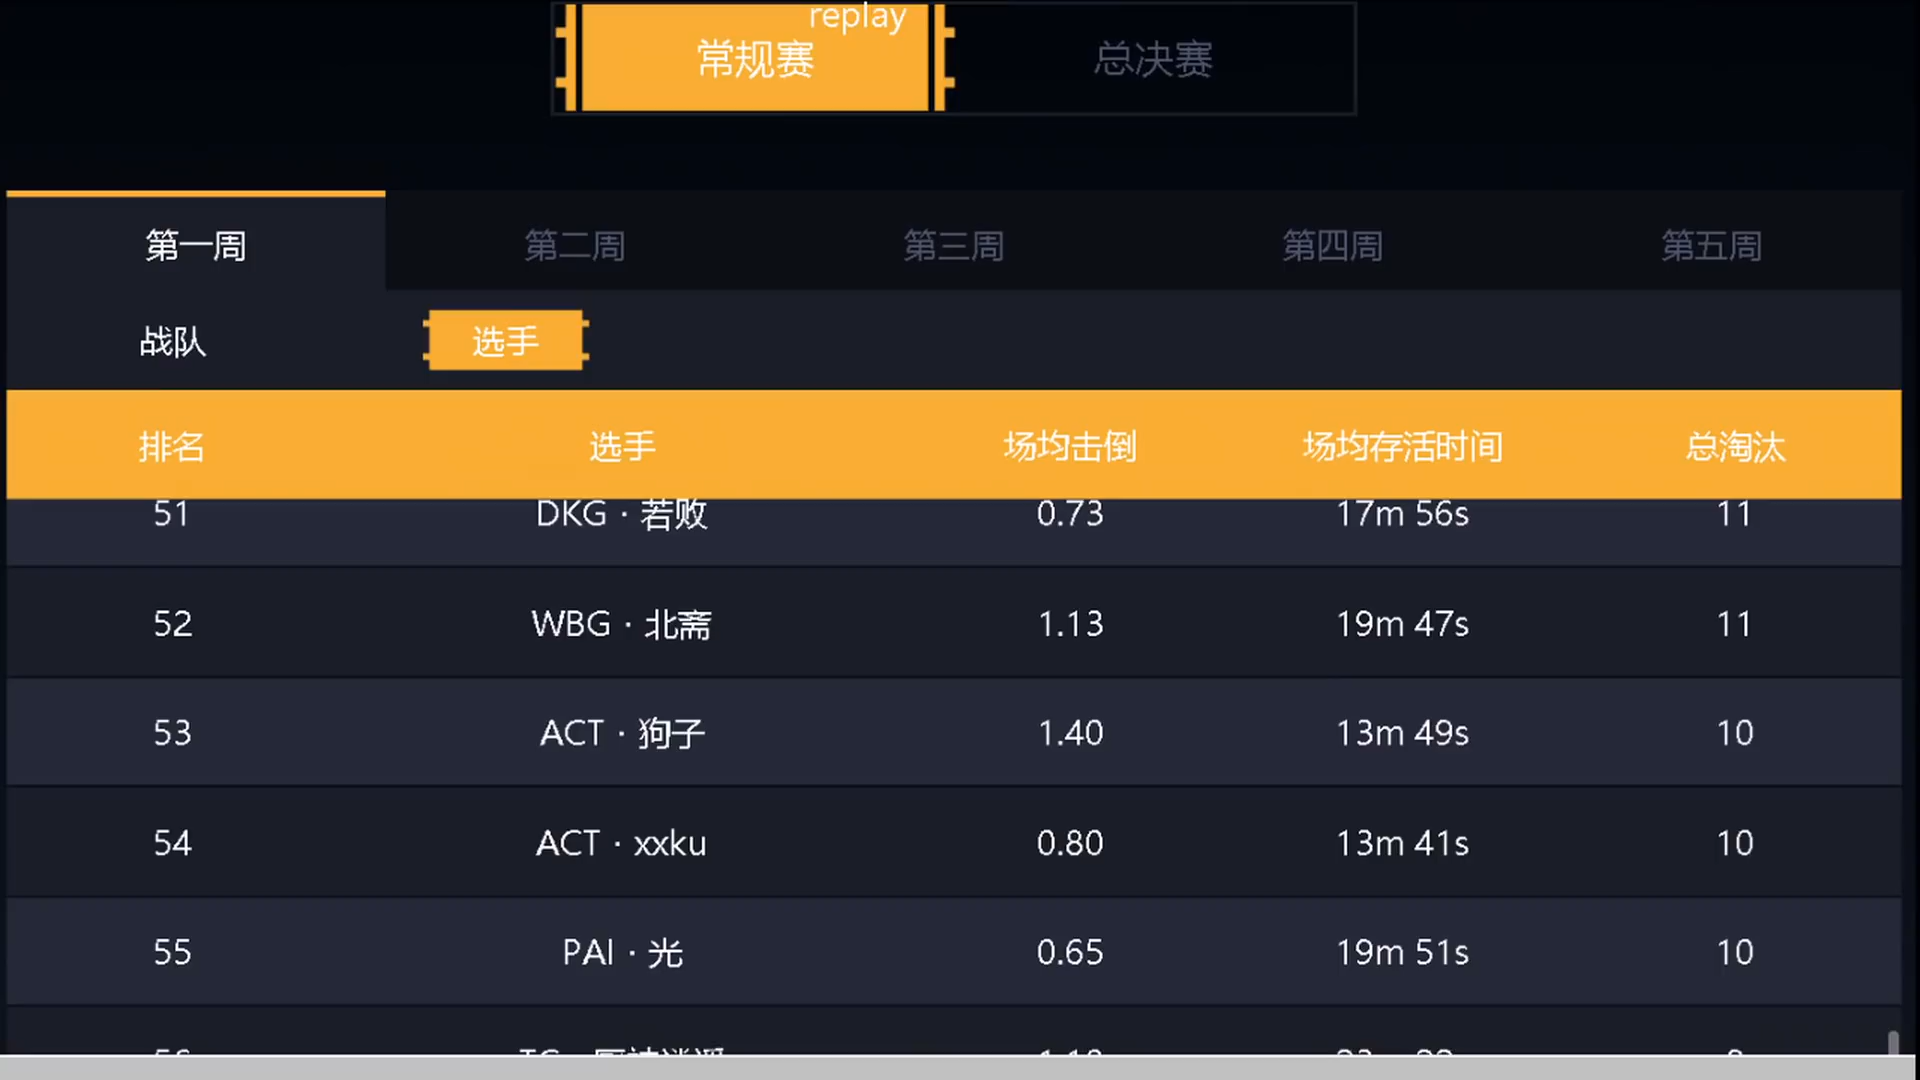 replay
常规赛 总决赛
第一周 第二周 第三周 第四周 第五周
战队 选手
排名 选手 场均击倒 场均存活时间 总淘汰
51 DKG · 若败 0.73 17m 56s 11
52 WBG · 北斋 1.13 19m 47s 11
53 ACT · 狗子 1.40 13m 49s 10
54 ACT · xxku 0.80 13m 41s 10
55 PAI · 光 0.65 19m 51s 10